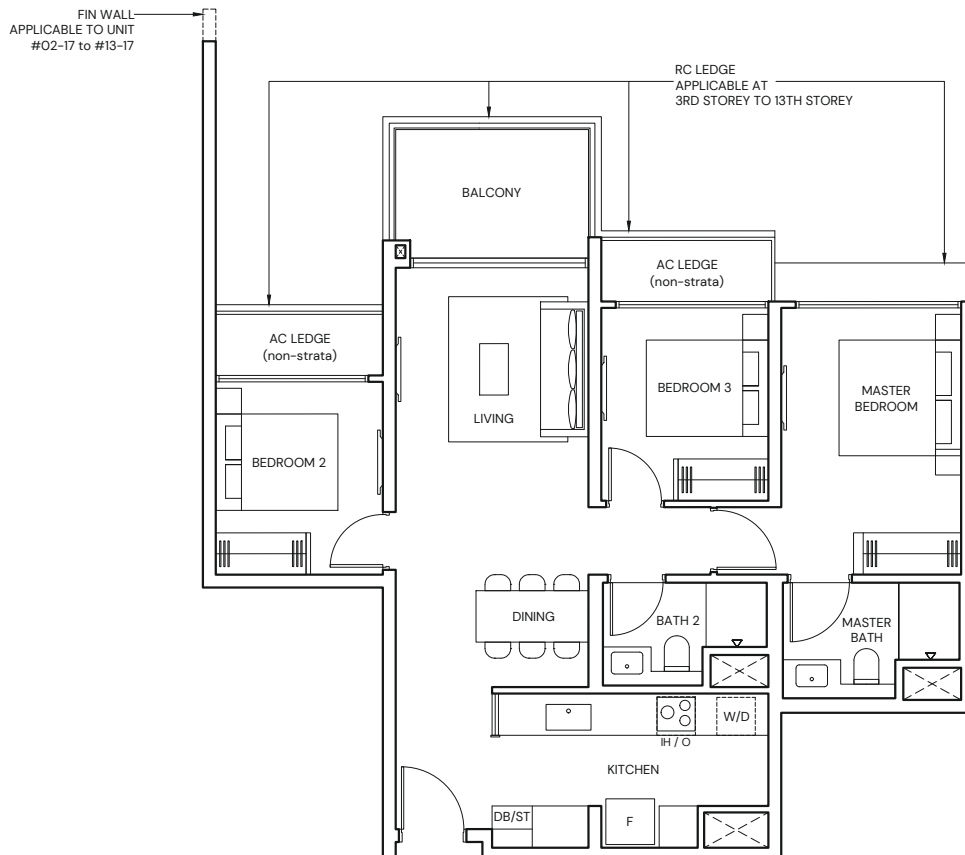 FIN WALL
APPLICABLE TO UNIT
#02-17 to #13-17
RC LEDGE
APPLICABLE AT
3RD STOREY TO 13TH STOREY
BALCONY
AC LEDGE
(non-strata)
AC LEDGE
(non-strata)
BEDROOM 3
MASTER
BEDROOM
LIVING
BEDROOM 2
DINING
BATH 2
MASTER
BATH
W/D
IH / O
KITCHEN
DB/ST
F